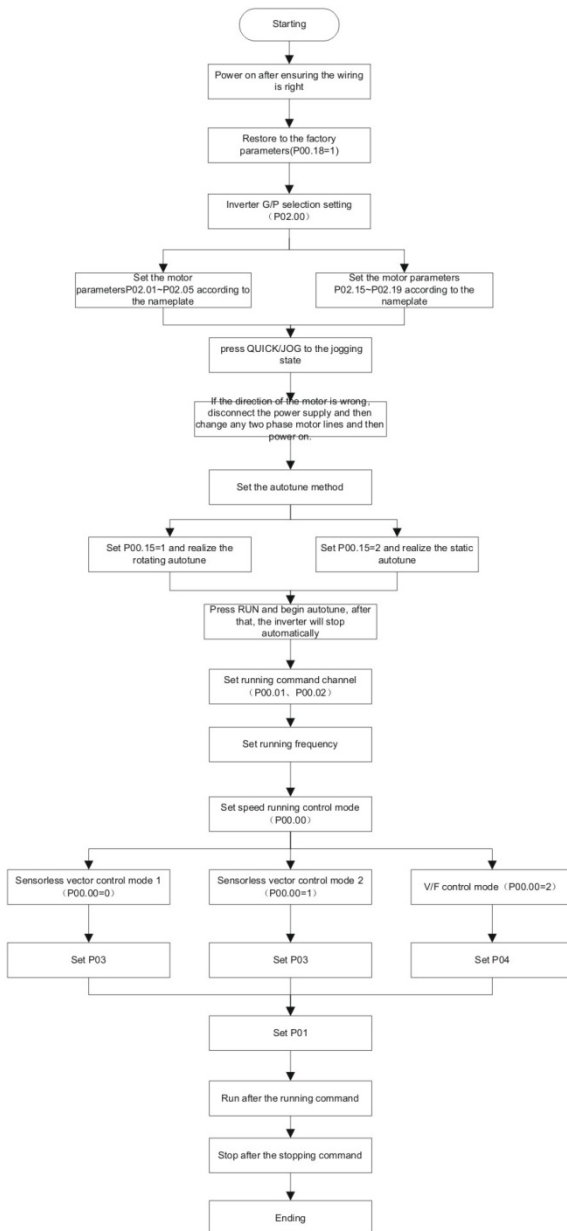 Starting
Power on after ensuring the wiring
is right
Restore to the factory
parameters(P00.18=1)
Inverter G/P selection setting
（P02.00）
Set the motor
parametersP02.01~P02.05 according to
the nameplate
Set the motor parameters
P02.15~P02.19 according to the
nameplate
press QUICK/JOG to the jogging
state
If the direction of the motor is wrong,
disconnect the power supply and then
change any two phase motor lines and then
power on.
Set the autotune method
Set P00.15=1 and realize the
rotating autotune
Set P00.15=2 and realize the static
autotune
Press RUN and begin autotune, after
that, the inverter will stop
automatically
Set running command channel
（P00.01、P00.02）
Set running frequency
Set speed running control mode
（P00.00）
Sensorless vector control mode 1
（P00.00=0）
Sensorless vector control mode 2
（P00.00=1）
V/F control mode（P00.00=2）
Set P03
Set P03
Set P04
Set P01
Run after the running command
Stop after the stopping command
Ending